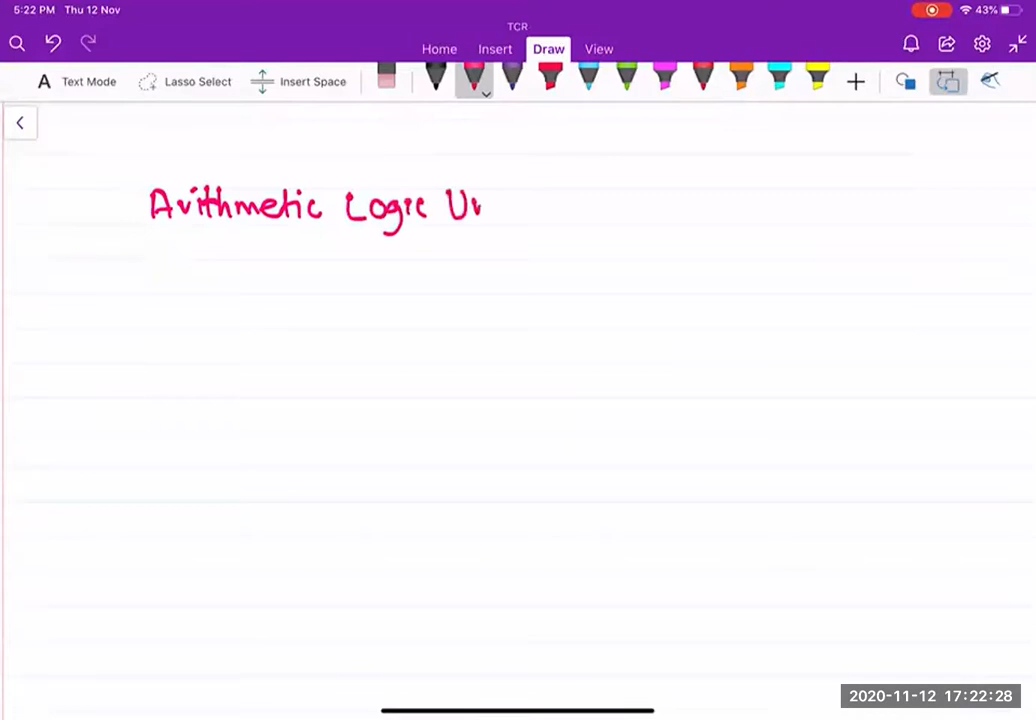 5:22 PM Thu 12 Nov
43%
TCR
Home Insert Draw View
A Text Mode Lasso Select Insert Space
Arithmetic Logic
2020-11-12 17:22:28